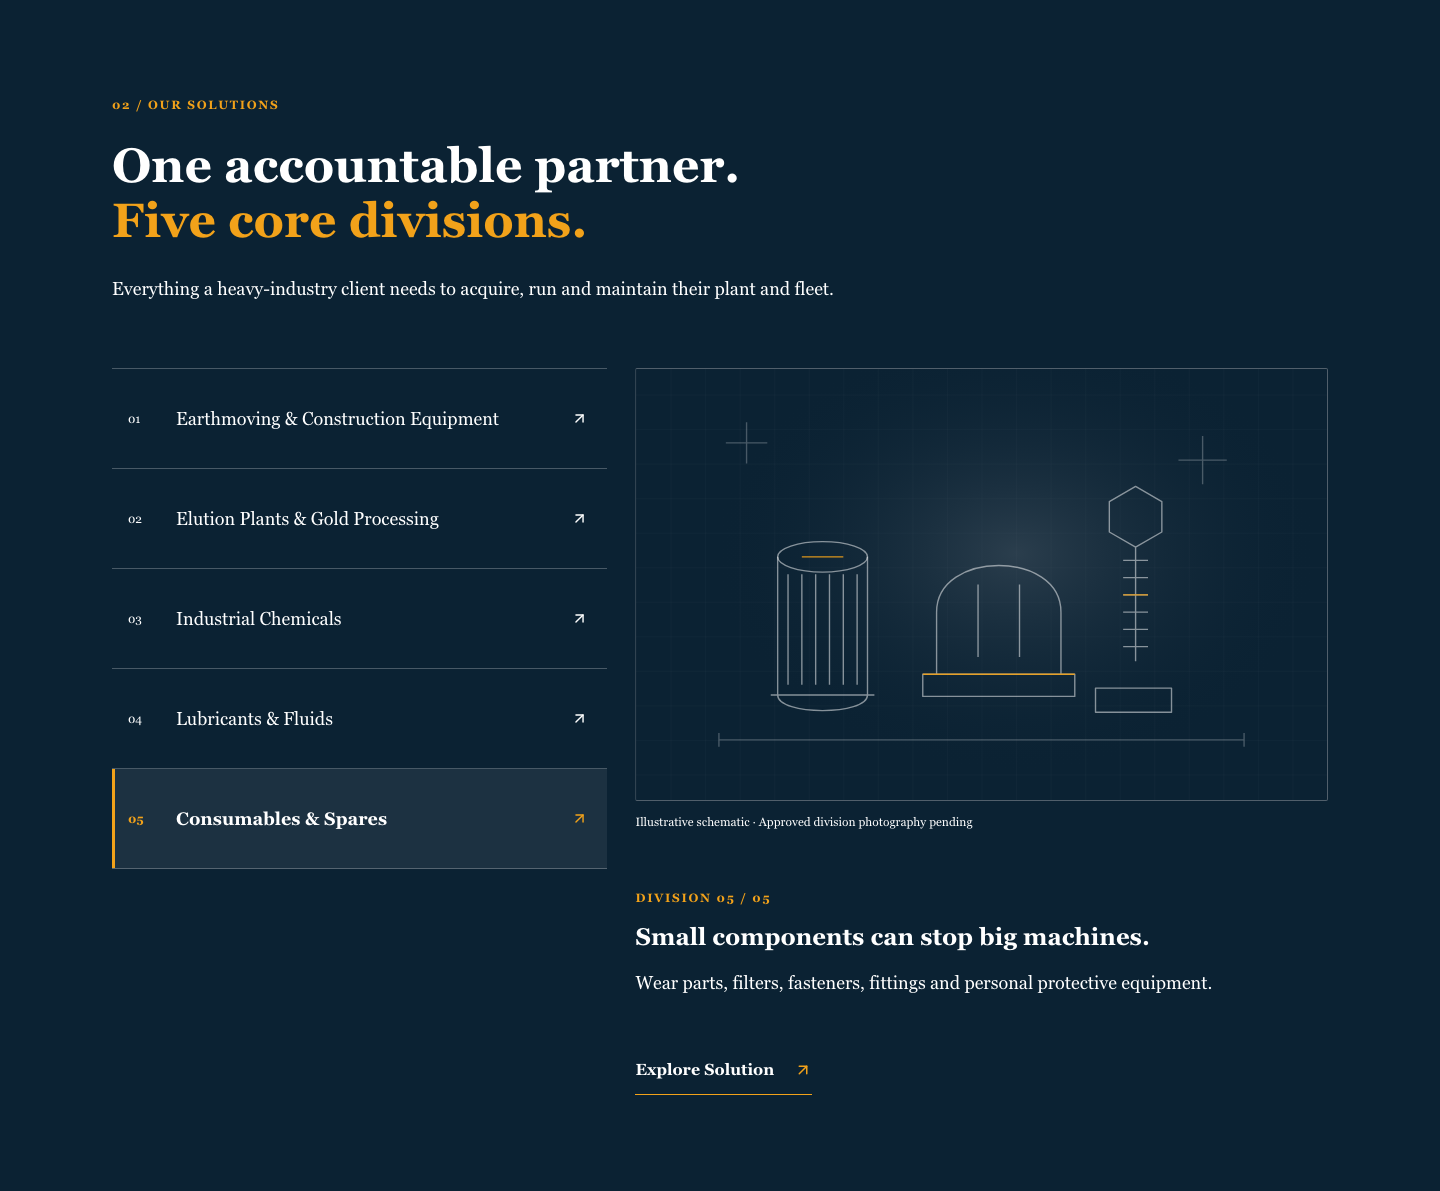 02 / OUR SOLUTIONS
One accountable partner.
Five core divisions.
Everything a heavy-industry client needs to acquire, run and maintain their plant and fleet.
01 Earthmoving & Construction Equipment
02 Elution Plants & Gold Processing
03 Industrial Chemicals
04 Lubricants & Fluids
05 Consumables & Spares
Illustrative schematic · Approved division photography pending
DIVISION 05 / 05
Small components can stop big machines.
Wear parts, filters, fasteners, fittings and personal protective equipment.
Explore Solution